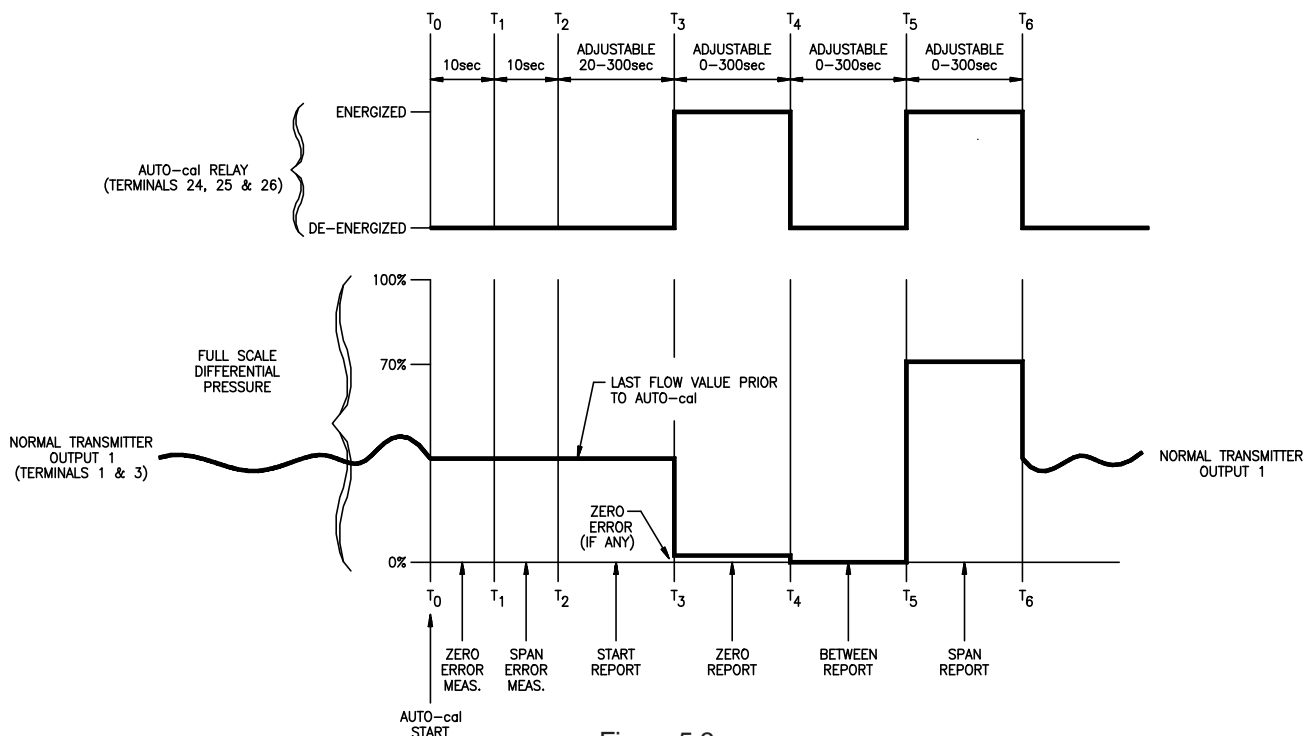 T0 T1 T2 T3 T4 T5 T6
10sec 10sec
ADJUSTABLE
20-300sec
ADJUSTABLE
0-300sec
ADJUSTABLE
0-300sec
ADJUSTABLE
0-300sec
ENERGIZED
AUTO-cal RELAY
(TERMINALS 24, 25 & 26)
DE-ENERGIZED
100%
70%
FULL SCALE
DIFFERENTIAL
PRESSURE
LAST FLOW VALUE PRIOR
TO AUTO-cal
NORMAL TRANSMITTER
OUTPUT 1
(TERMINALS 1 & 3)
NORMAL TRANSMITTER
OUTPUT 1
ZERO
ERROR
(IF ANY)
0%
T0 T1 T2 T3 T4 T5 T6
ZERO
ERROR
MEAS.
SPAN
ERROR
MEAS.
START
REPORT
ZERO
REPORT
BETWEEN
REPORT
SPAN
REPORT
AUTO-cal
START